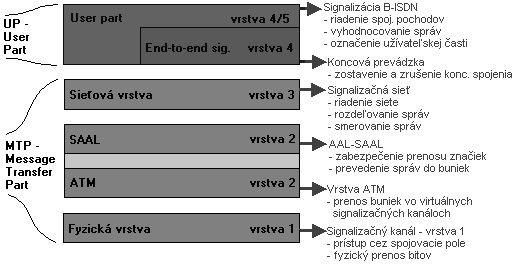 UP -
User
Part
User part vrstva 4/5
End-to-end sig. vrstva 4
Signalizácia B-ISDN
- riadenie spoj. pochodov
- vyhodnocovanie správ
- označenie užívateľskej časti
Koncová prevádzka
- zostavenie a zrušenie konc. spojenia
MTP -
Message
Transfer
Part
Sieťová vrstva vrstva 3
Signalizačná sieť
- riadenie siete
- rozdeľovanie správ
- smerovanie správ
SAAL vrstva 2
AAL-SAAL
- zabezpečenie prenosu značiek
- prevedenie správ do buniek
ATM vrstva 2
Vrstva ATM
- prenos buniek vo virtuálnych
signalizačných kanáloch
Fyzická vrstva vrstva 1
Signalizačný kanál - vrstva 1
- prístup cez spojovacie pole
- fyzický prenos bitov